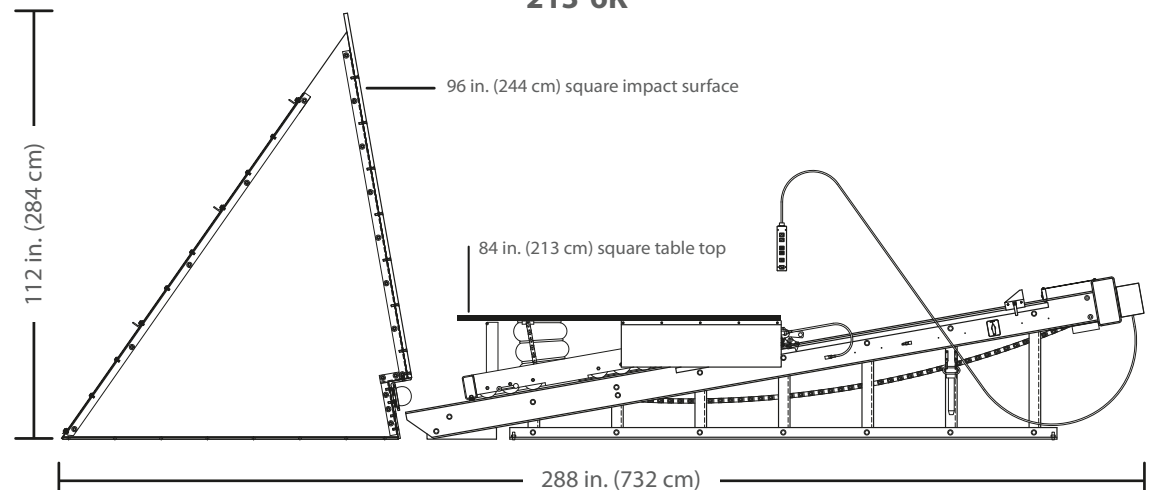 96 in. (244 cm) square impact surface
112 in. (284 cm)
84 in. (213 cm) square table top
288 in. (732 cm)